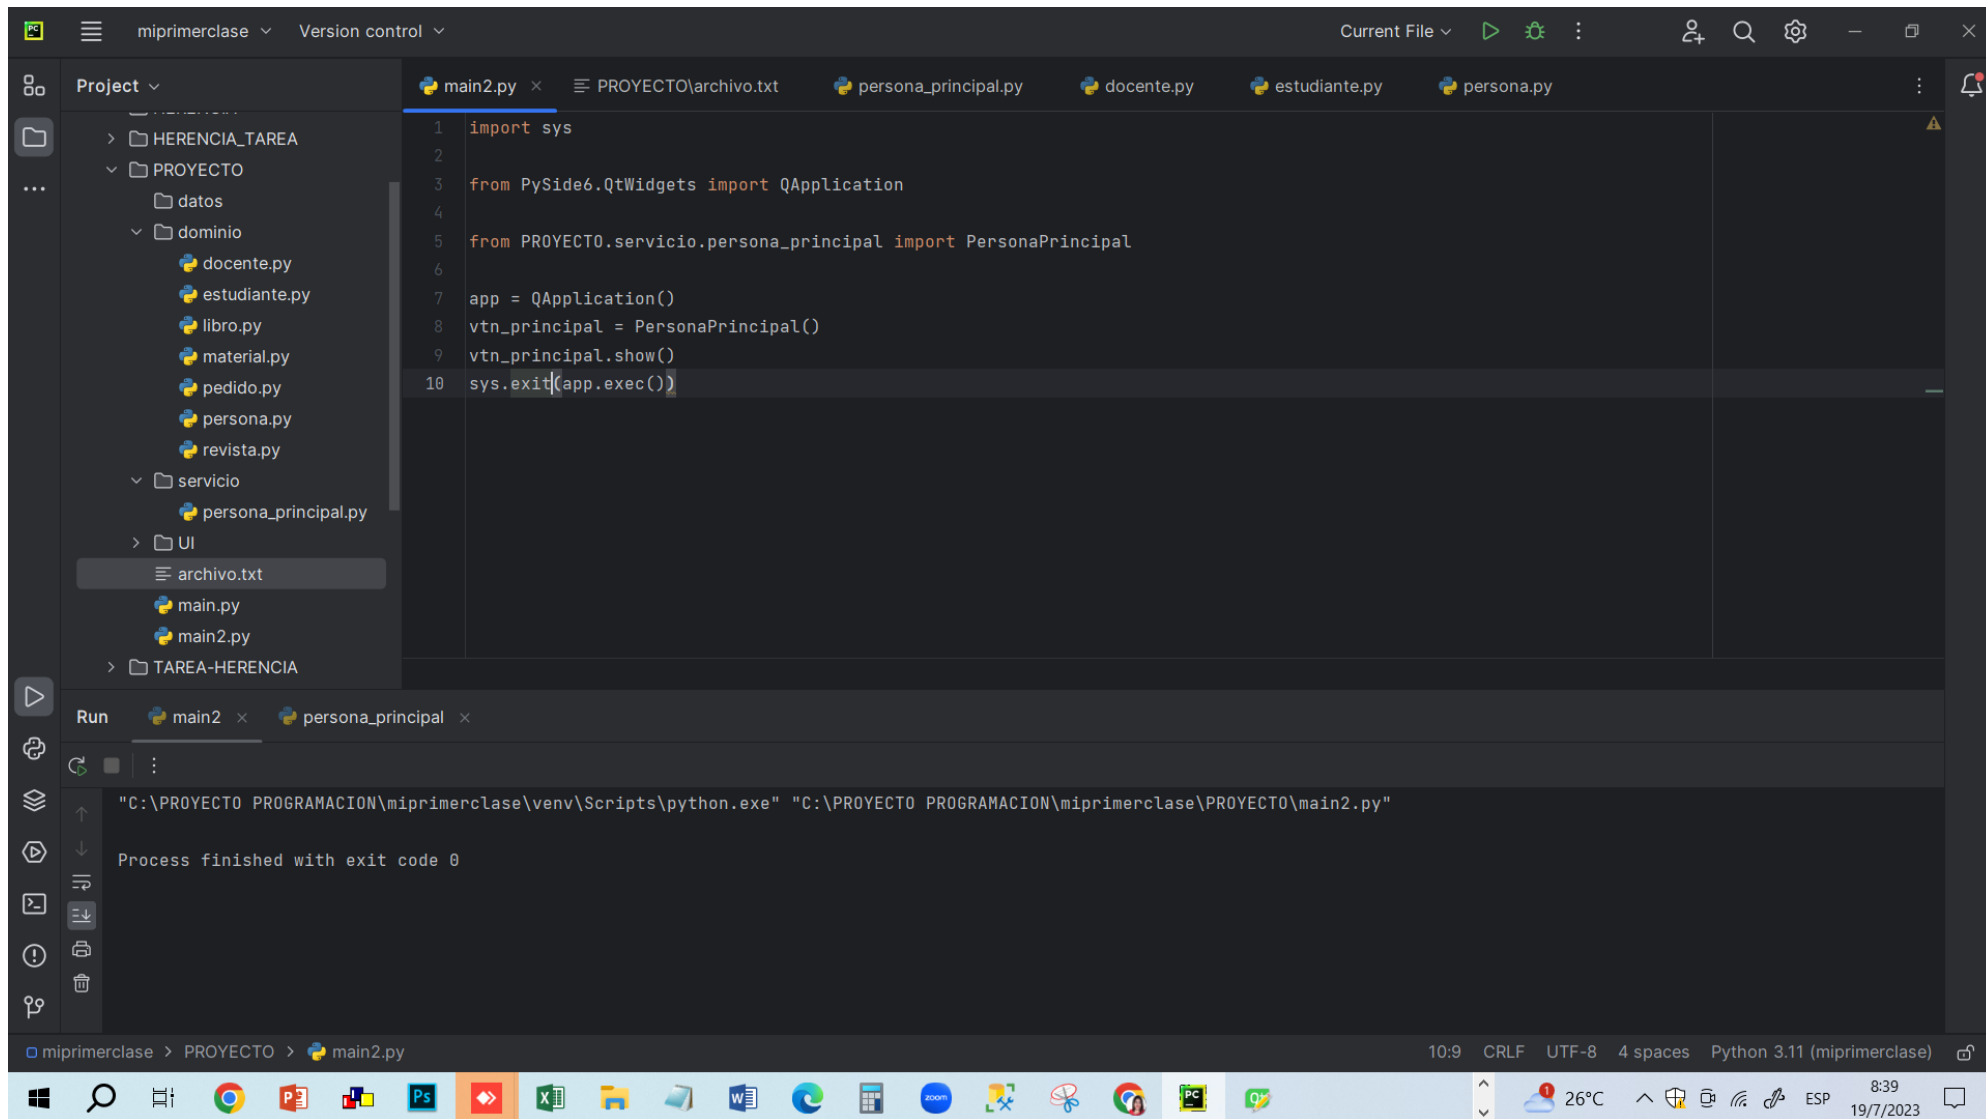 miprimerclase Version control Current File
Project main2.py PROYECTO\archivo.txt persona_principal.py docente.py estudiante.py persona.py
HERENCIA_TAREA
PROYECTO
datos
dominio
docente.py
estudiante.py
libro.py
material.py
pedido.py
persona.py
revista.py
servicio
persona_principal.py
UI
archivo.txt
main.py
main2.py
TAREA-HERENCIA
1 import sys
2
3 from PySide6.QtWidgets import QApplication
4
5 from PROYECTO.servicio.persona_principal import PersonaPrincipal
6
7 app = QApplication()
8 vtn_principal = PersonaPrincipal()
9 vtn_principal.show()
10 sys.exit(app.exec())
Run main2 persona_principal
"C:\PROYECTO PROGRAMACION\miprimerclase\venv\Scripts\python.exe" "C:\PROYECTO PROGRAMACION\miprimerclase\PROYECTO\main2.py"
Process finished with exit code 0
miprimerclase > PROYECTO > main2.py 10:9 CRLF UTF-8 4 spaces Python 3.11 (miprimerclase)
zoom 1 26°C ESP 8:39
19/7/2023